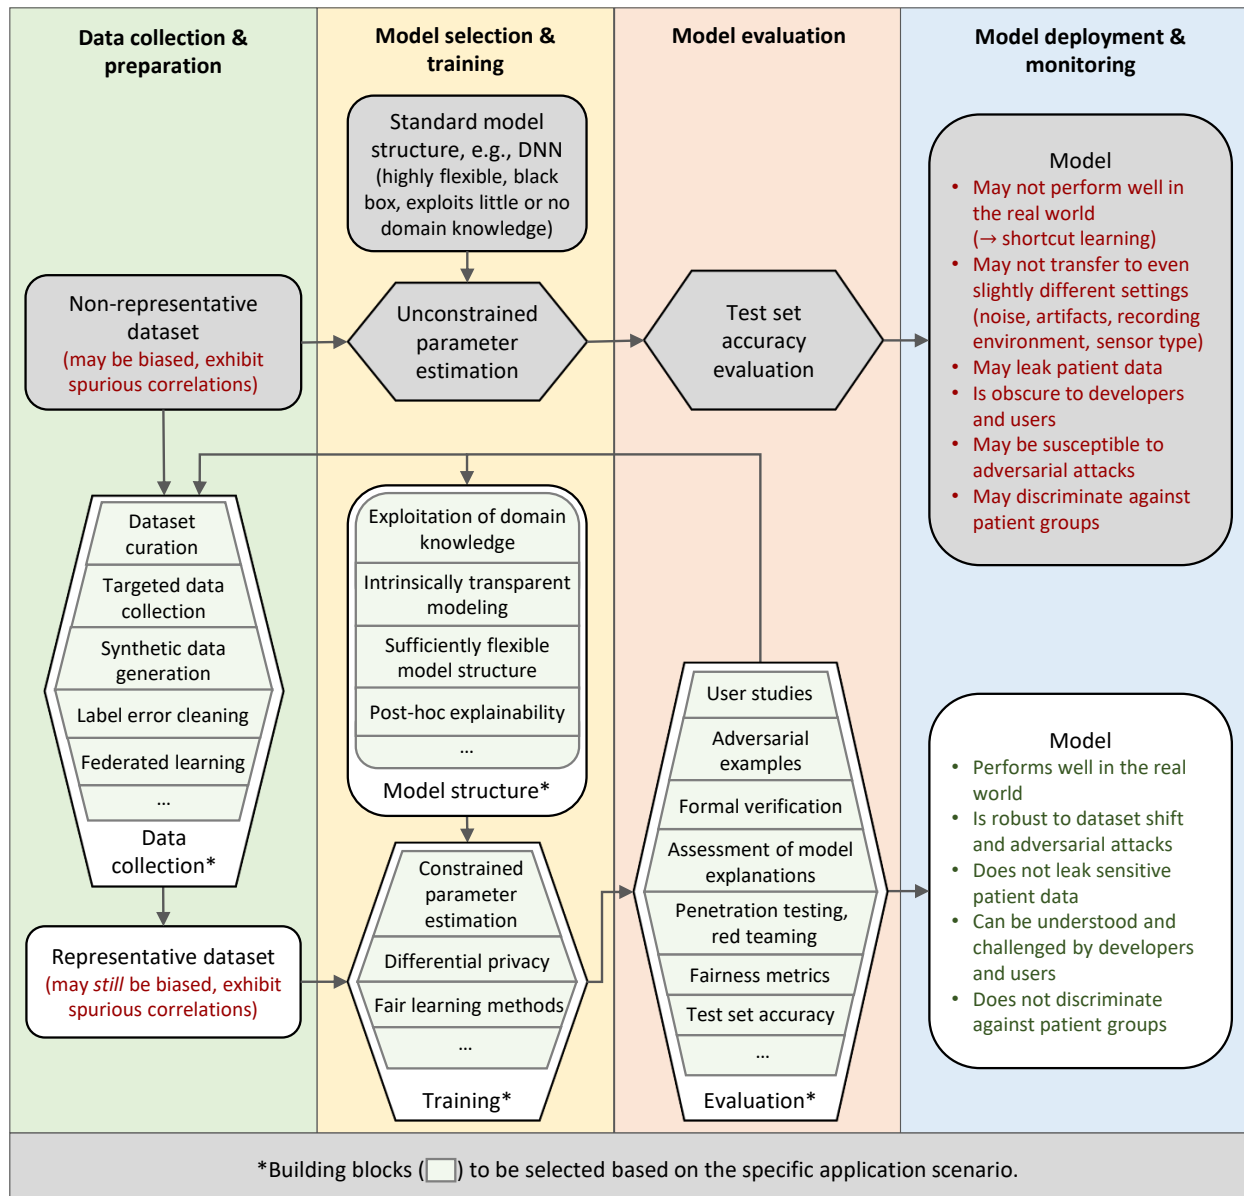 Data collection &
preparation
Model selection &
training
Model evaluation
Model deployment &
monitoring
Standard model
structure, e.g., DNN
(highly flexible, black
box, exploits little or no
domain knowledge)
Non-representative
dataset
(may be biased, exhibit
spurious correlations)
Unconstrained
parameter
estimation
Test set
accuracy
evaluation
Model
• May not perform well in
the real world
(→ shortcut learning)
• May not transfer to even
slightly different settings
(noise, artifacts, recording
environment, sensor type)
• May leak patient data
• Is obscure to developers
and users
• May be susceptible to
adversarial attacks
• May discriminate against
patient groups
Dataset
curation
Targeted data
collection
Synthetic data
generation
Label error cleaning
Federated learning
...
Data
collection*
Representative dataset
(may still be biased, exhibit
spurious correlations)
Exploitation of domain
knowledge
Intrinsically transparent
modeling
Sufficiently flexible
model structure
Post-hoc explainability
...
Model structure*
Constrained
parameter
estimation
Differential privacy
Fair learning methods
...
Training*
User studies
Adversarial
examples
Formal verification
Assessment of model
explanations
Penetration testing,
red teaming
Fairness metrics
Test set accuracy
...
Evaluation*
Model
• Performs well in the real
world
• Is robust to dataset shift
and adversarial attacks
• Does not leak sensitive
patient data
• Can be understood and
challenged by developers
and users
• Does not discriminate
against patient groups
*Building blocks ( ) to be selected based on the specific application scenario.